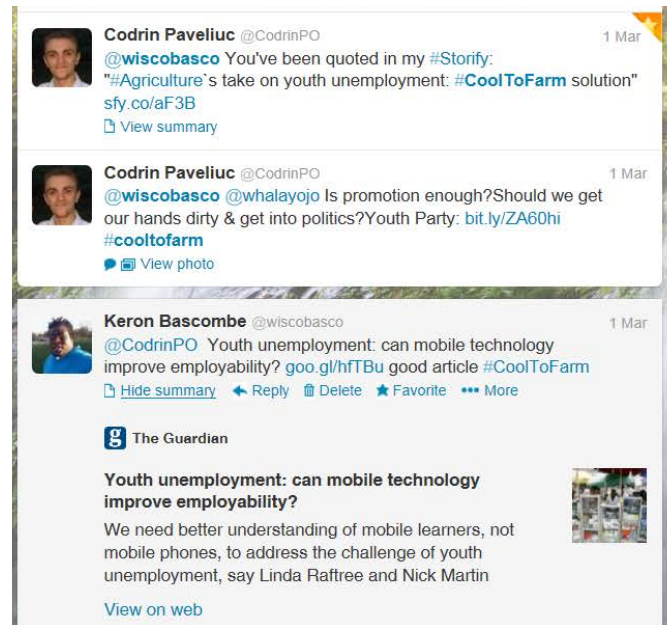 Codrin Paveliuc @CodrinPO 1 Mar
@wiscobasco You've been quoted in my #Storify:
"#Agriculture`s take on youth unemployment: #CoolToFarm solution"
sfy.co/aF3B
View summary
Codrin Paveliuc @CodrinPO 1 Mar
@wiscobasco @whalayojo Is promotion enough?Should we get
our hands dirty & get into politics?Youth Party: bit.ly/ZA60hi
#cooltofarm
View photo
Keron Bascombe @wiscobasco 1 Mar
@CodrinPO Youth unemployment: can mobile technology
improve employability? goo.gl/hfTBu good article #CoolToFarm
Hide summary Reply Delete Favorite More
g The Guardian
Youth unemployment: can mobile technology
improve employability?
We need better understanding of mobile learners, not
mobile phones, to address the challenge of youth
unemployment, say Linda Raftree and Nick Martin
View on web